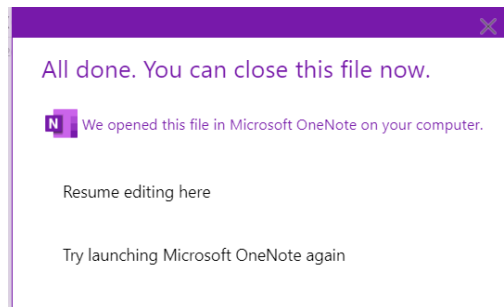 All done. You can close this file now.
N We opened this file in Microsoft OneNote on your computer.
Resume editing here
Try launching Microsoft OneNote again